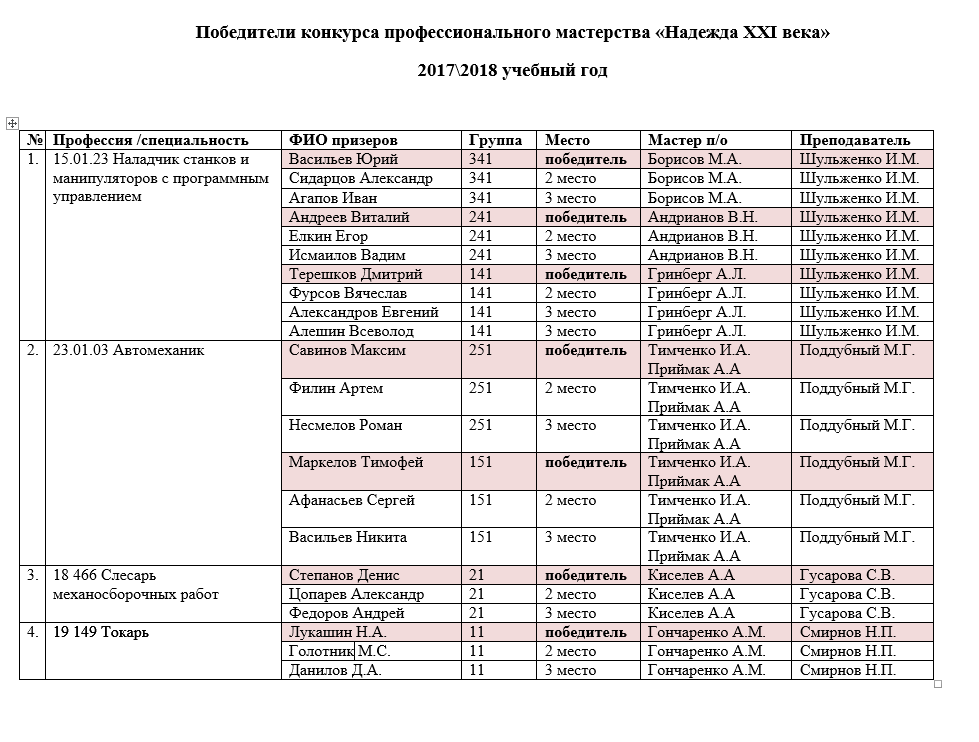 Победители конкурса профессионального мастерства «Надежда XXI века»
2017\2018 учебный год
№ Профессия /специальность ФИО призеров Группа Место Мастер п/о Преподаватель
1. 15.01.23 Наладчик станков и Васильев Юрий 341 победитель Борисов М.А. Шульженко И.М.
манипуляторов с программным Сидарцов Александр 341 2 место Борисов М.А. Шульженко И.М.
управлением Агапов Иван 341 3 место Борисов М.А. Шульженко И.М.
Андреев Виталий 241 победитель Андрианов В.Н. Шульженко И.М.
Елкин Егор 241 2 место Андрианов В.Н. Шульженко И.М.
Исмаилов Вадим 241 3 место Андрианов В.Н. Шульженко И.М.
Терешков Дмитрий 141 победитель Гринберг А.Л. Шульженко И.М.
Фурсов Вячеслав 141 2 место Гринберг А.Л. Шульженко И.М.
Александров Евгений 141 3 место Гринберг А.Л. Шульженко И.М.
Алешин Всеволод 141 3 место Гринберг А.Л. Шульженко И.М.
2. 23.01.03 Автомеханик Савинов Максим 251 победитель Тимченко И.А. Поддубный М.Г.
Приймак А.А
Филин Артем 251 2 место Тимченко И.А. Поддубный М.Г.
Приймак А.А
Несмелов Роман 251 3 место Тимченко И.А. Поддубный М.Г.
Приймак А.А
Маркелов Тимофей 151 победитель Тимченко И.А. Поддубный М.Г.
Приймак А.А
Афанасьев Сергей 151 2 место Тимченко И.А. Поддубный М.Г.
Приймак А.А
Васильев Никита 151 3 место Тимченко И.А. Поддубный М.Г.
Приймак А.А
3. 18 466 Слесарь Степанов Денис 21 победитель Киселев А.А Гусарова С.В.
механосборочных работ Цопарев Александр 21 2 место Киселев А.А Гусарова С.В.
Федоров Андрей 21 3 место Киселев А.А Гусарова С.В.
4. 19 149 Токарь Лукашин Н.А. 11 победитель Гончаренко А.М. Смирнов Н.П.
Голотник М.С. 11 2 место Гончаренко А.М. Смирнов Н.П.
Данилов Д.А. 11 3 место Гончаренко А.М. Смирнов Н.П.